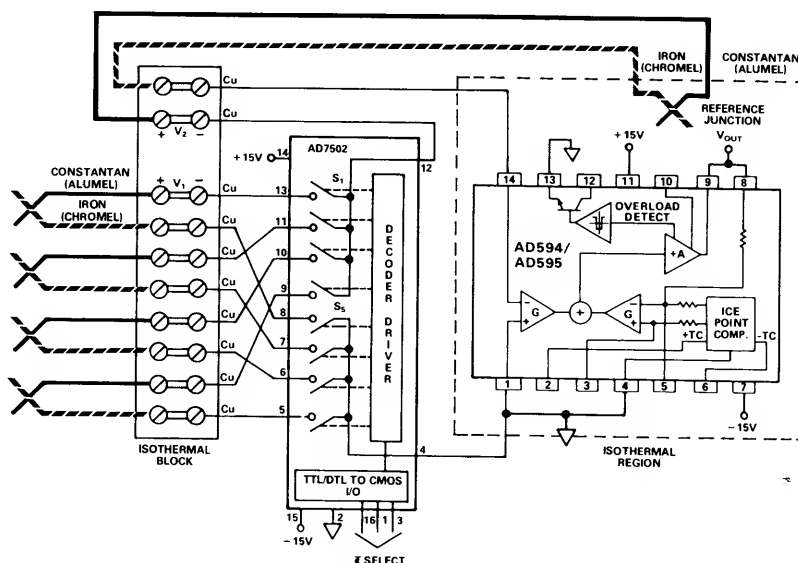 IRON
(CHROMEL)
CONSTANTAN
(ALUMEL)
REFERENCE
JUNCTION
Cu
V2
+ −
Cu
AD7502
+15V
14
12
+15V
VOUT
CONSTANTAN
(ALUMEL)
IRON
(CHROMEL)
+ −
V1
Cu
13
S1
11
10
9
S5
8
7
6
Cu
5
Cu
4
DECODER DRIVER
14 13 12 11 10 9 8
OVERLOAD
DETECT
AD594/
AD595
+A
− +
G
+
G
− +
ICE
POINT
COMP.
+TC
−TC
1 2 3 4 5 6 7
−15V
ISOTHERMAL
REGION
ISOTHERMAL
BLOCK
TTL/DTL TO CMOS
I/O
15
−15V
2
16 1 3
SELECT